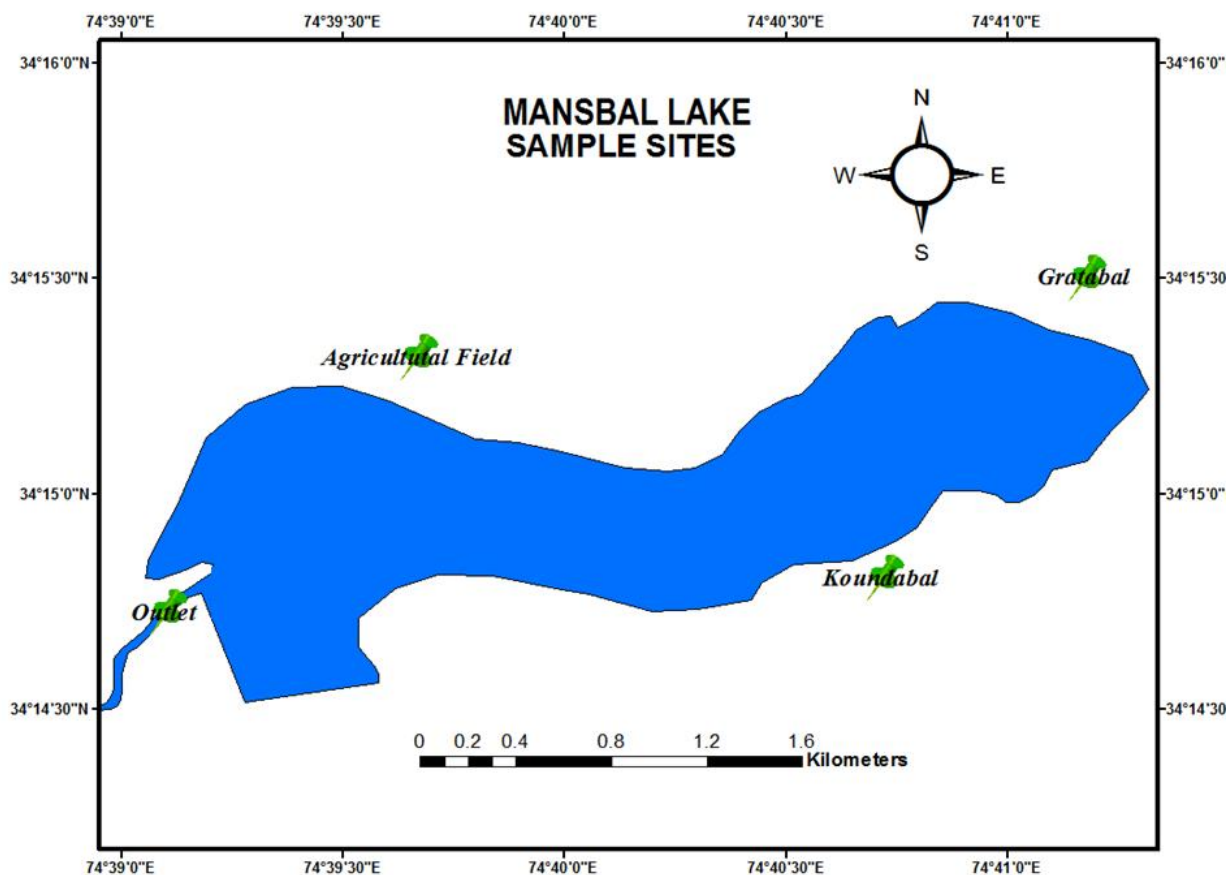 74°39'0"E 74°39'30"E 74°40'0"E 74°40'30"E 74°41'0"E
34°16'0"N 34°16'0"N
MANSBAL LAKE
SAMPLE SITES
N
W E
S
34°15'30"N 34°15'30
Gratabal
Agricultutal Field
34°15'0"N 34°15'0"
Koundabal
Outlet
34°14'30"N 34°14'30
0 0.2 0.4 0.8 1.2 1.6
Kilometers
74°39'0"E 74°39'30"E 74°40'0"E 74°40'30"E 74°41'0"E